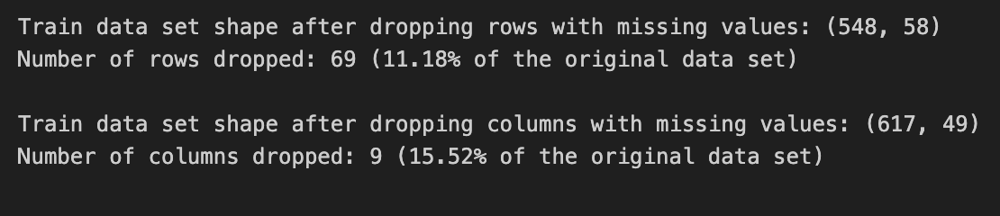 Train data set shape after dropping rows with missing values: (548, 58)
Number of rows dropped: 69 (11.18% of the original data set)
Train data set shape after dropping columns with missing values: (617, 49)
Number of columns dropped: 9 (15.52% of the original data set)